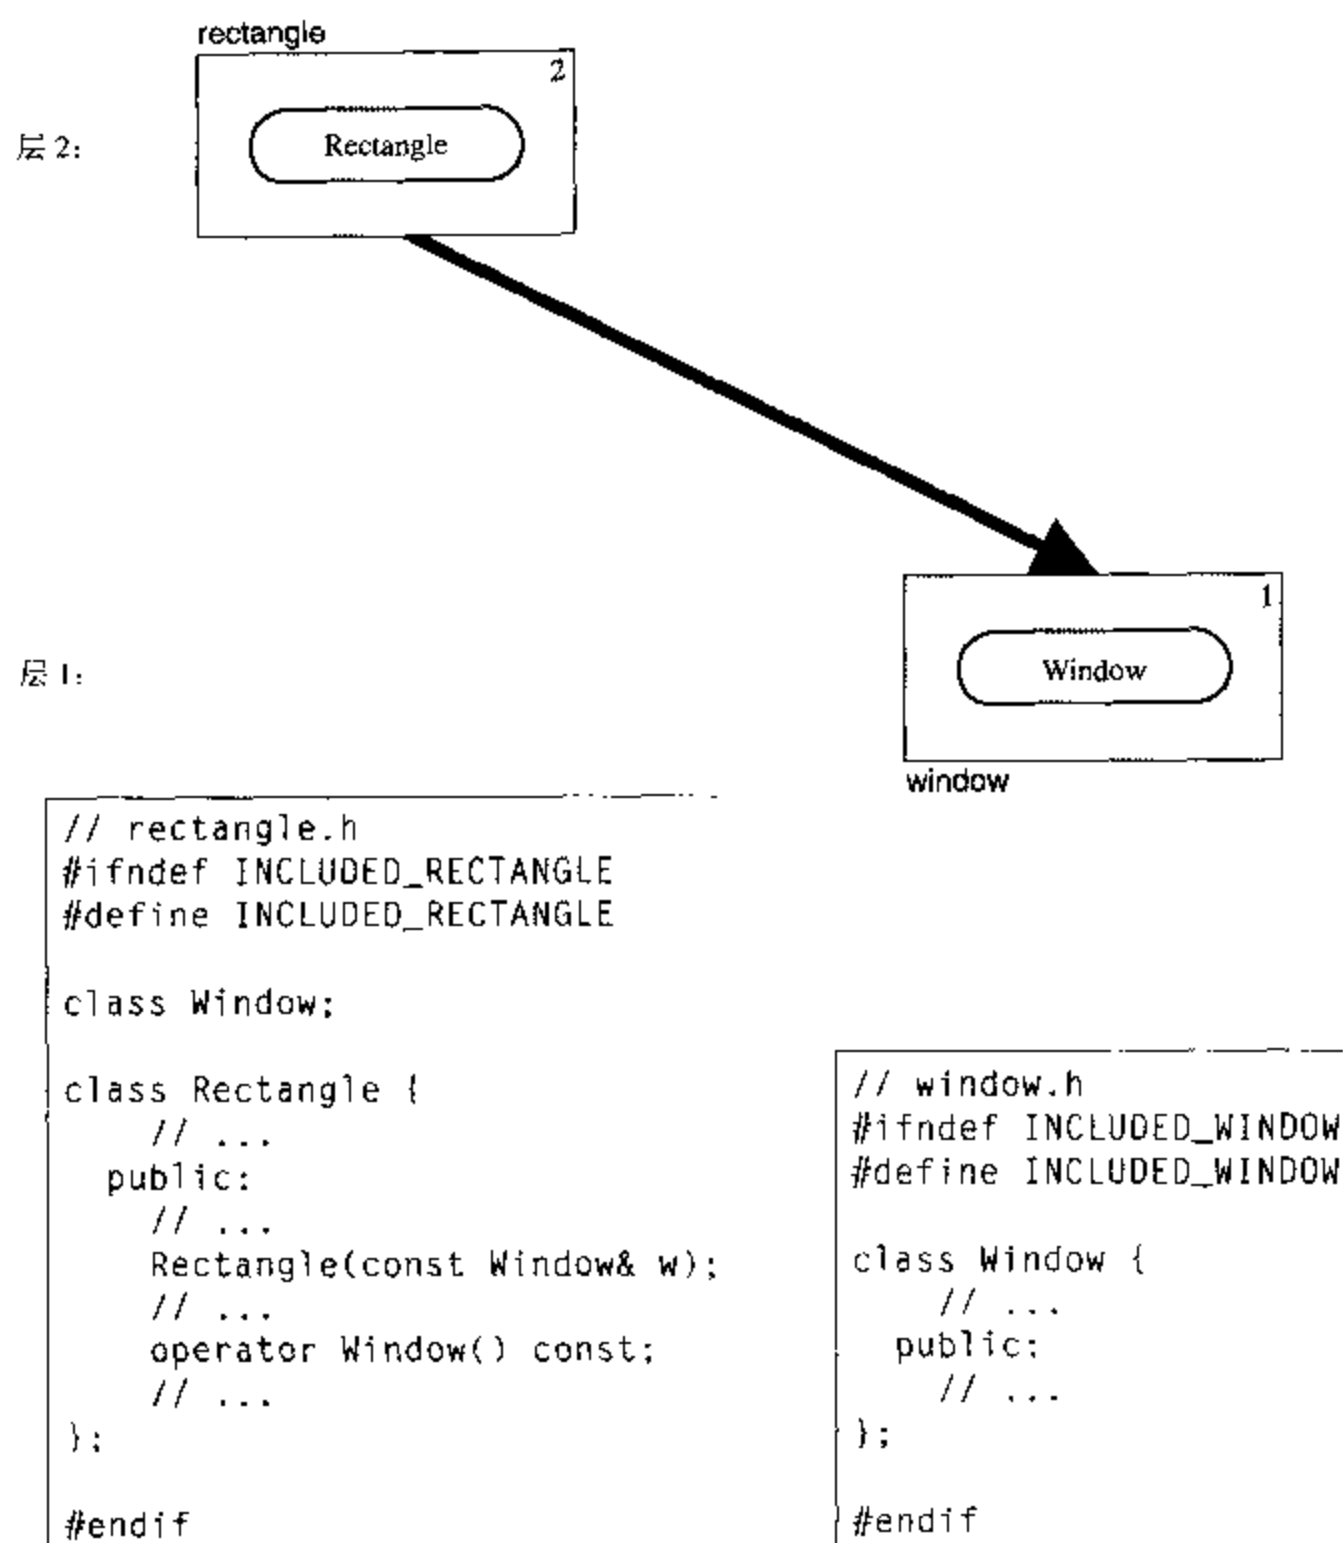 rectangle
2
Rectangle
层 2:
1
Window
层 1:
window
// rectangle.h
#ifndef INCLUDED_RECTANGLE
#define INCLUDED_RECTANGLE
class Window;
class Rectangle {
// ...
public:
// ...
Rectangle(const Window& w);
// ...
operator Window() const;
// ...
};
#endif
// window.h
#ifndef INCLUDED_WINDOW
#define INCLUDED_WINDOW
class Window {
// ...
public:
// ...
};
#endif